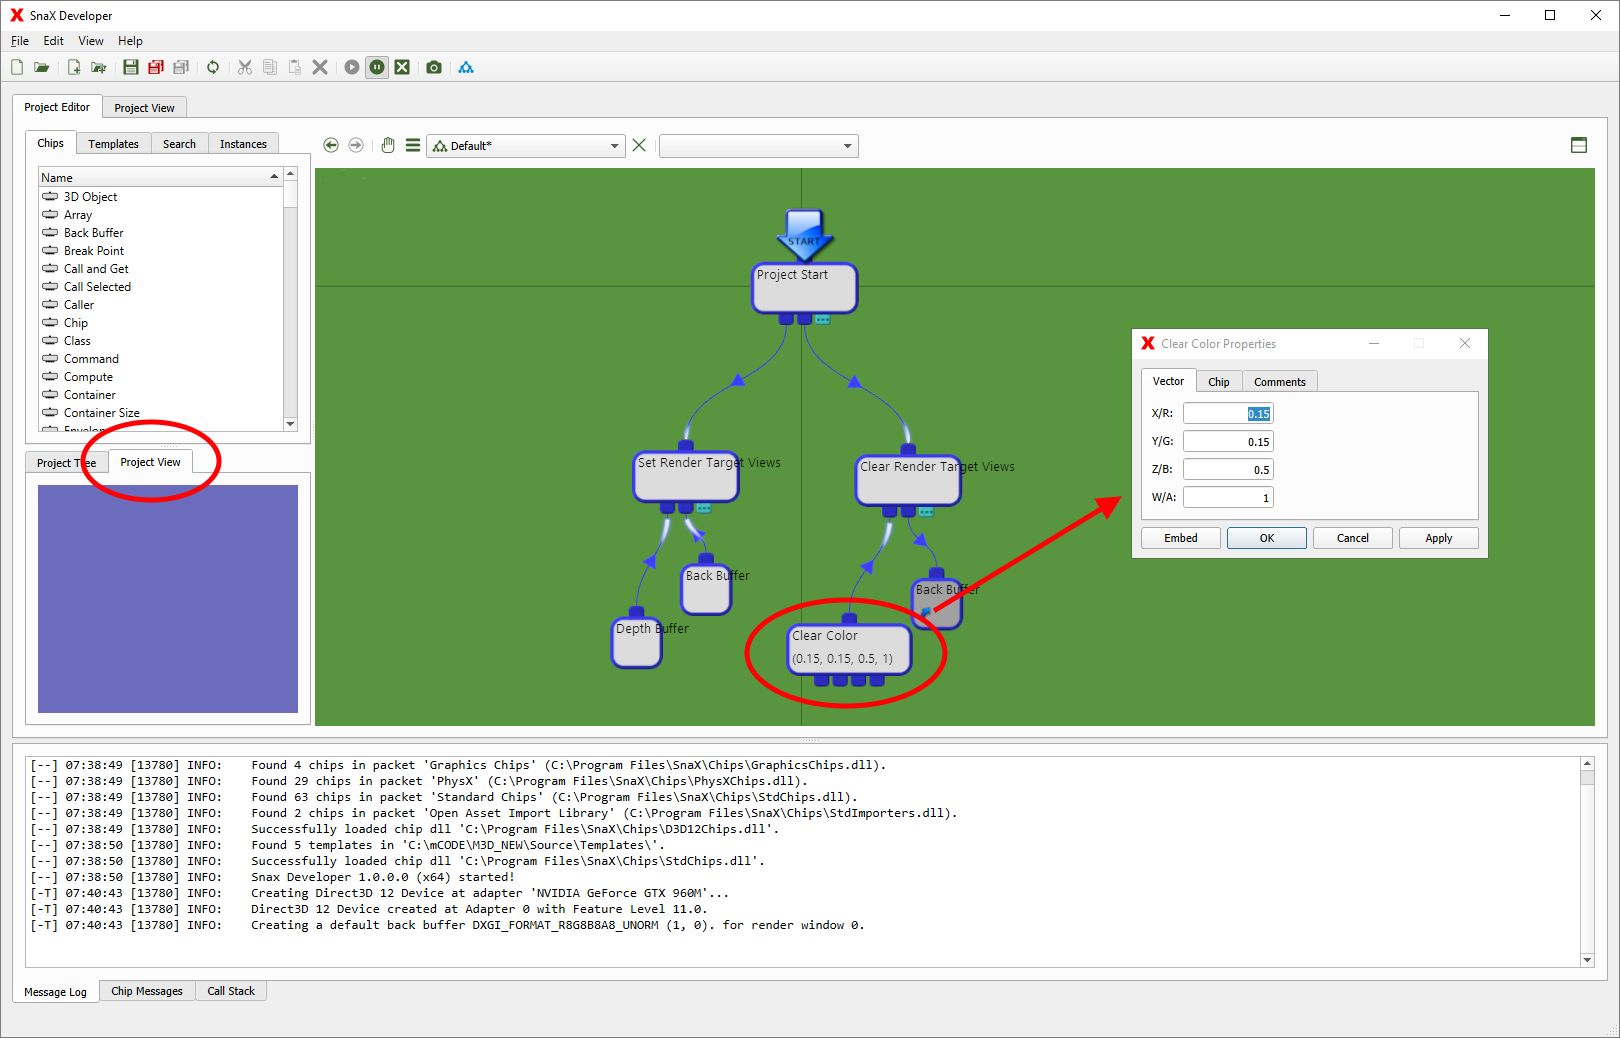 SnaX Developer
File Edit View Help
Project Editor Project View
Chips Templates Search Instances
Default*
Name
3D Object
Array
Back Buffer
Break Point
Call and Get
Call Selected
Caller
Chip
Class
Command
Compute
Container
Container Size
Project Tree Project View
START
Project Start
Set Render Target Views
Clear Render Target Views
Back Buffer
Back Buffer
Depth Buffer
Clear Color
(0.15, 0.15, 0.5, 1)
Clear Color Properties
Vector Chip Comments
X/R: 0.15
Y/G: 0.15
Z/B: 0.5
W/A: 1
Embed OK Cancel Apply
[--] 07:38:49 [13780] INFO: Found 4 chips in packet 'Graphics Chips' (C:\Program Files\SnaX\Chips\GraphicsChips.dll).
[--] 07:38:49 [13780] INFO: Found 29 chips in packet 'PhysX' (C:\Program Files\SnaX\Chips\PhysXChips.dll).
[--] 07:38:49 [13780] INFO: Found 63 chips in packet 'Standard Chips' (C:\Program Files\SnaX\Chips\StdChips.dll).
[--] 07:38:49 [13780] INFO: Found 2 chips in packet 'Open Asset Import Library' (C:\Program Files\SnaX\Chips\StdImporters.dll).
[--] 07:38:49 [13780] INFO: Successfully loaded chip dll 'C:\Program Files\SnaX\Chips\D3D12Chips.dll'.
[--] 07:38:50 [13780] INFO: Found 5 templates in 'C:\mCODE\M3D_NEW\Source\Templates\'.
[--] 07:38:50 [13780] INFO: Successfully loaded chip dll 'C:\Program Files\SnaX\Chips\StdChips.dll'.
[--] 07:38:50 [13780] INFO: Snax Developer 1.0.0.0 (x64) started!
[-T] 07:40:43 [13780] INFO: Creating Direct3D 12 Device at adapter 'NVIDIA GeForce GTX 960M'...
[-T] 07:40:43 [13780] INFO: Direct3D 12 Device created at Adapter 0 with Feature Level 11.0.
[-T] 07:40:43 [13780] INFO: Creating a default back buffer DXGI_FORMAT_R8G8B8A8_UNORM (1, 0). for render window 0.
Message Log Chip Messages Call Stack